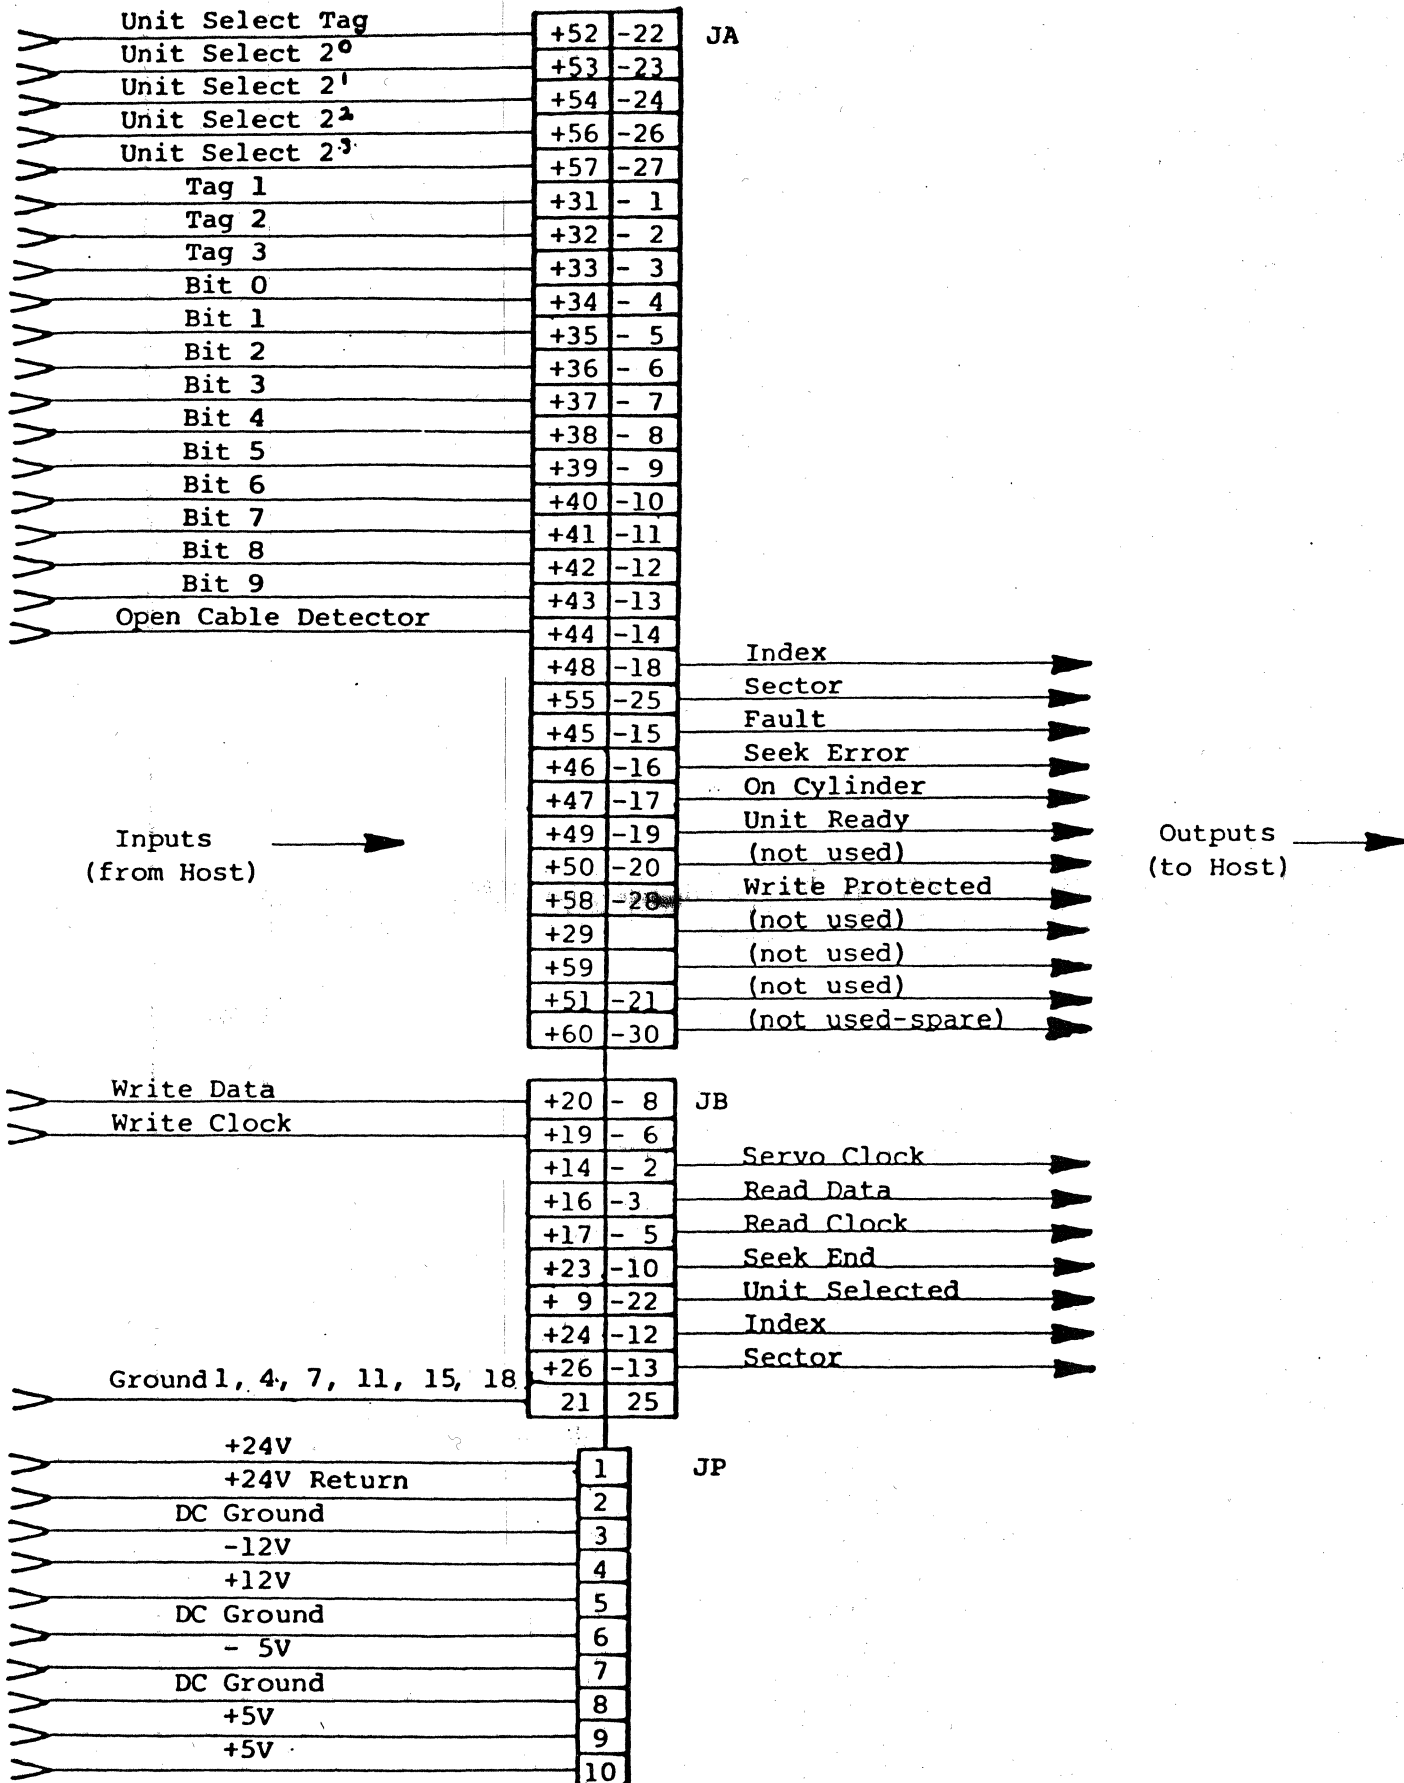 Unit Select Tag +52 -22 JA
Unit Select 2⁰ +53 -23
Unit Select 2¹ +54 -24
Unit Select 2² +56 -26
Unit Select 2³ +57 -27
Tag 1 +31 - 1
Tag 2 +32 - 2
Tag 3 +33 - 3
Bit 0 +34 - 4
Bit 1 +35 - 5
Bit 2 +36 - 6
Bit 3 +37 - 7
Bit 4 +38 - 8
Bit 5 +39 - 9
Bit 6 +40 -10
Bit 7 +41 -11
Bit 8 +42 -12
Bit 9 +43 -13
Open Cable Detector +44 -14
+48 -18 Index
+55 -25 Sector
+45 -15 Fault
+46 -16 Seek Error
+47 -17 On Cylinder
+49 -19 Unit Ready
+50 -20 (not used)
+58 -28 Write Protected
+29 (not used)
+59 (not used)
+51 -21 (not used)
+60 -30 (not used-spare)
Inputs
(from Host)
Outputs
(to Host)
Write Data +20 - 8 JB
Write Clock +19 - 6
+14 - 2 Servo Clock
+16 -3 Read Data
+17 - 5 Read Clock
+23 -10 Seek End
+ 9 -22 Unit Selected
+24 -12 Index
+26 -13 Sector
Ground 1, 4, 7, 11, 15, 18 21 25
+24V 1 JP
+24V Return 2
DC Ground 3
-12V 4
+12V 5
DC Ground 6
- 5V 7
DC Ground 8
+5V 9
+5V 10